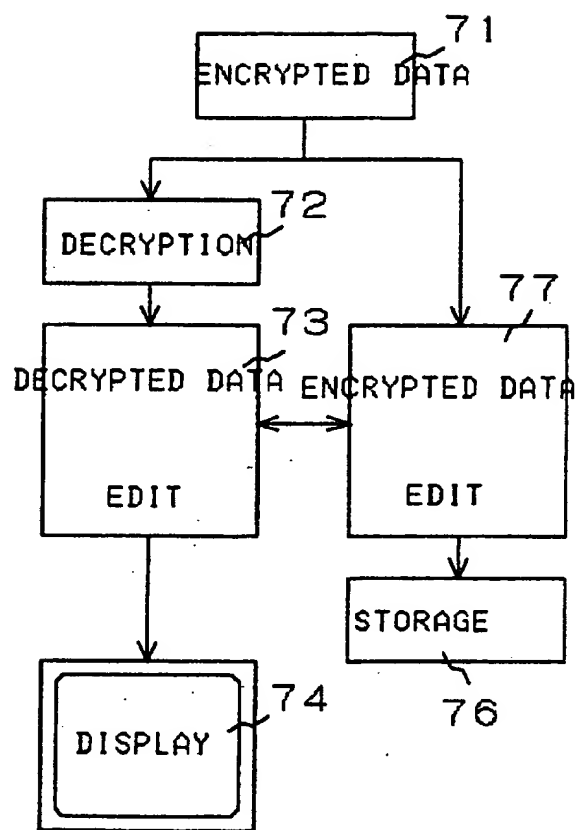 71
ENCRYPTED DATA
72
DECRYPTION
77
73
DECRYPTED DATA
ENCRYPTED DATA
EDIT
EDIT
STORAGE
76
74
DISPLAY